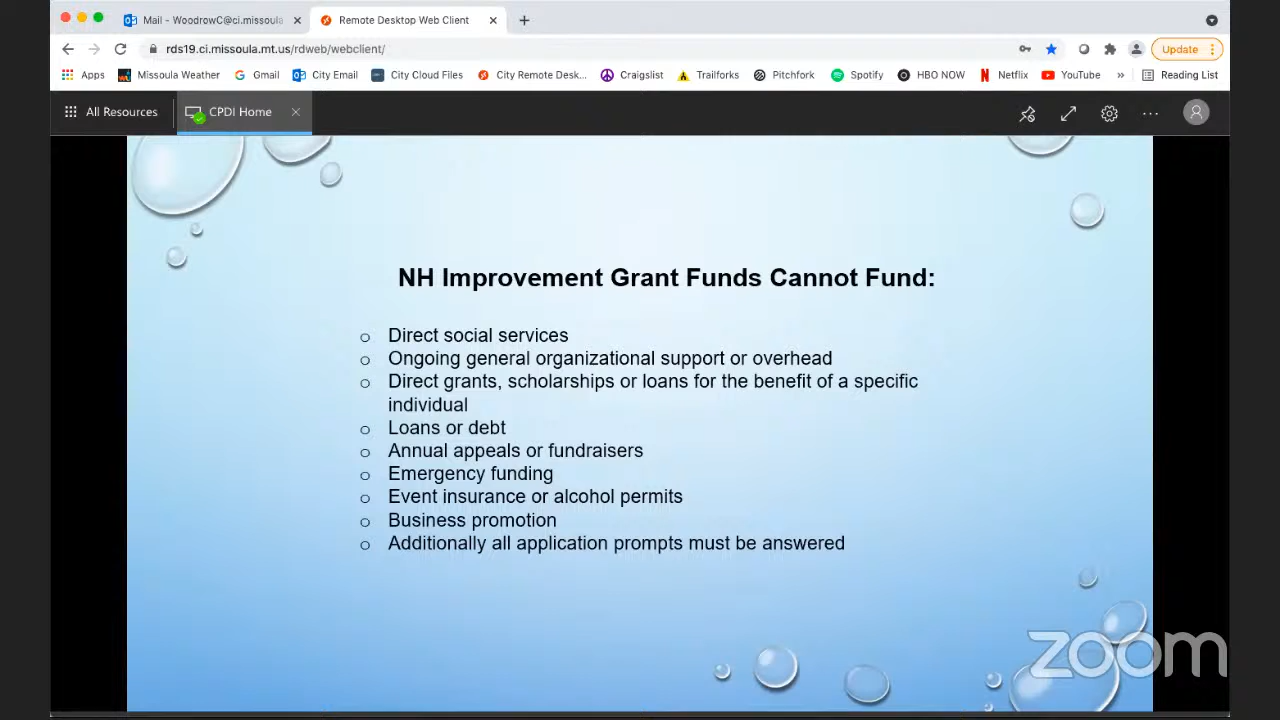 Mail - WoodrowC@ci.missoula
Remote Desktop Web Client
rds19.ci.missoula.mt.us/rdweb/webclient/
Update
Apps
Missoula Weather
Gmail
City Email
City Cloud Files
City Remote Desk...
Craigslist
Trailforks
Pitchfork
Spotify
HBO NOW
Netflix
YouTube
»
Reading List
All Resources
CPDI Home
NH Improvement Grant Funds Cannot Fund:
o Direct social services
o Ongoing general organizational support or overhead
o Direct grants, scholarships or loans for the benefit of a specific
individual
o Loans or debt
o Annual appeals or fundraisers
o Emergency funding
o Event insurance or alcohol permits
o Business promotion
o Additionally all application prompts must be answered
zoom